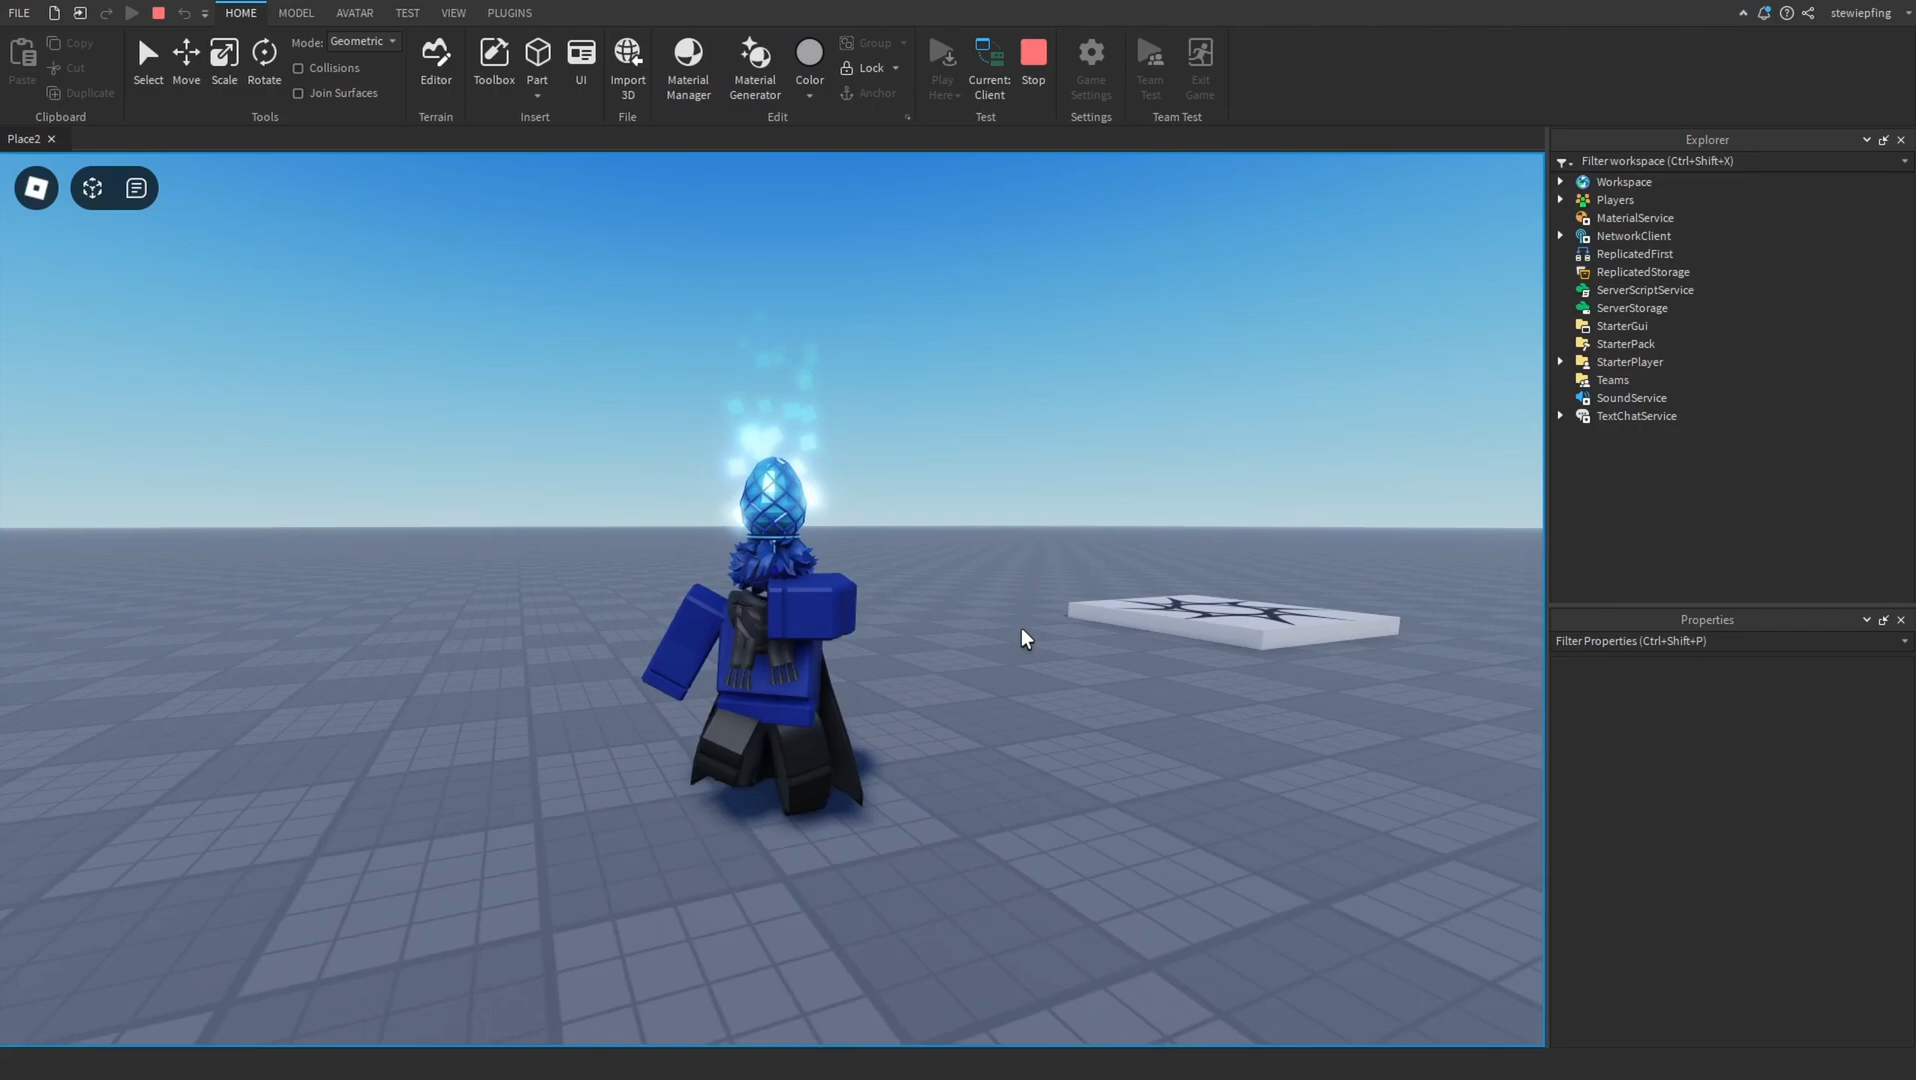 FILE HOME MODEL AVATAR TEST VIEW PLUGINS stewiepfing
Paste Copy Cut Duplicate Select Move Scale Rotate Mode: Geometric Collisions Join Surfaces Editor Toolbox Part UI Import 3D Material Manager Material Generator Color Group Lock Anchor Play Here Current: Client Stop Game Settings Team Test Exit Game
Clipboard Tools Terrain Insert File Edit Test Settings Team Test
Place2
Explorer
Filter workspace (Ctrl+Shift+X)
Workspace
Players
MaterialService
NetworkClient
ReplicatedFirst
ReplicatedStorage
ServerScriptService
ServerStorage
StarterGui
StarterPack
StarterPlayer
Teams
SoundService
TextChatService
Properties
Filter Properties (Ctrl+Shift+P)